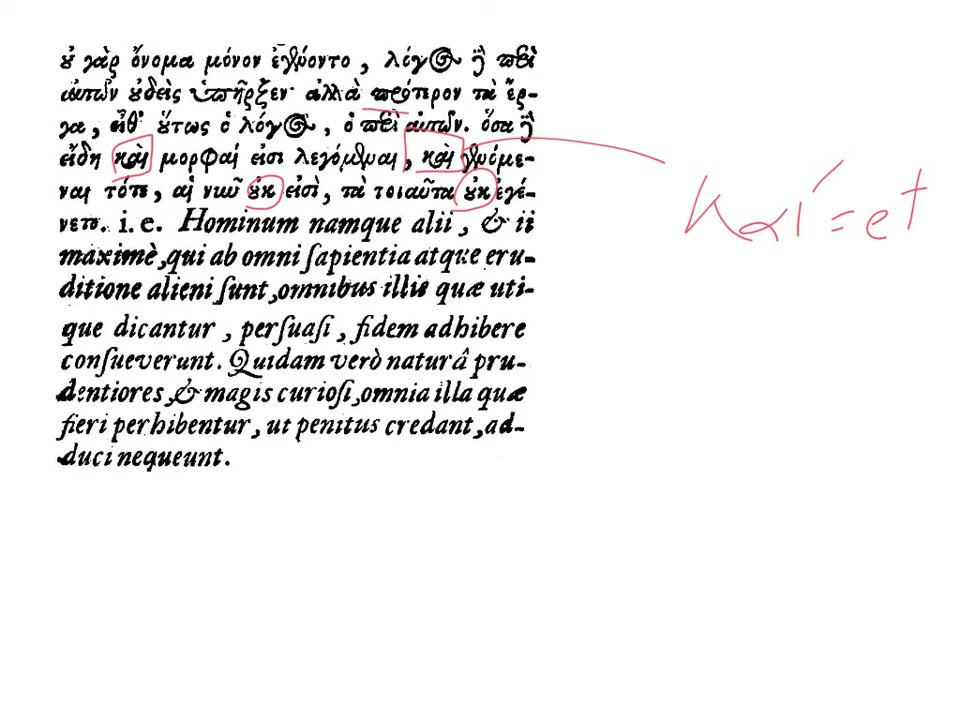 οὐ γὰρ ὄνομα μόνον ἐγένοντο, λόγος δὲ περὶ
αὐτῶν οὐδεὶς ὑπῆρξεν· ἀλλὰ πρότερον τὰ ἔρ-
γα, εἶθ' οὕτως ὁ λόγος, ὁ περὶ αὐτῶν. ὅσα δὲ
εἴδη καὶ μορφαί εἰσι λεγόμεναι, καὶ γενόμε-
ναι τότε, αἳ νῦν οὐκ εἰσὶ, τὰ τοιαῦτα οὐκ ἐγέ-
νετο. i.e. Hominum namque alii, & ii
maximè, qui ab omni ſapientia atque eru-
ditione alieni ſunt, omnibus illis quæ uti-
que dicantur, perſuaſi, fidem adhibere
conſueverunt. Quidam verò naturâ pru-
dentiores, & magis curioſi, omnia illa quæ
fieri perhibentur, ut penitus credant, ad-
duci nequeunt.
καί = et